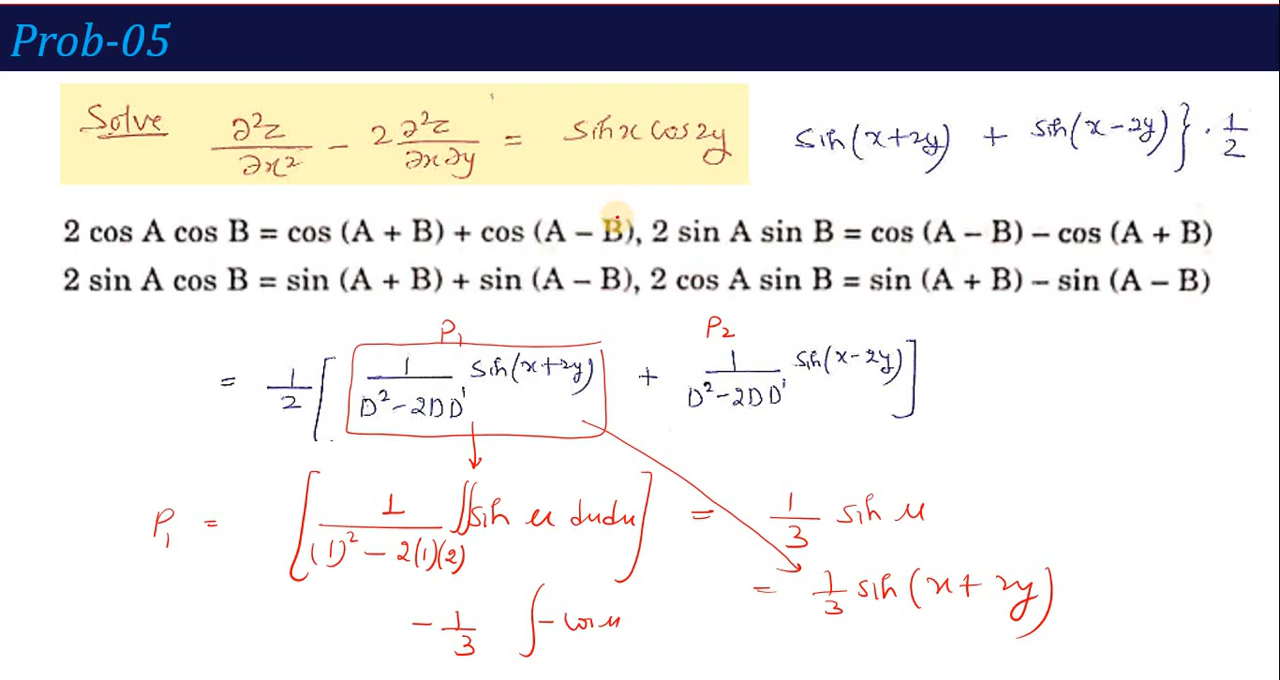 Prob-05
Solve ∂²z/∂x² - 2 ∂²z/∂x∂y = sin x cos 2y   sin(x+2y) + sin(x-2y)} · 1/2
2 cos A cos B = cos (A + B) + cos (A – B), 2 sin A sin B = cos (A – B) – cos (A + B)
2 sin A cos B = sin (A + B) + sin (A – B), 2 cos A sin B = sin (A + B) – sin (A – B)
P₁   P₂
= 1/2 [ 1/(D² - 2DD') sin(x+2y) + 1/(D² - 2DD') sin(x-2y) ]
P₁ = [ 1/((1)² - 2(1)(2)) ∬ sin u du du ] = 1/3 sin u
- 1/3 ∫ - cos u   = 1/3 sin(x + 2y)